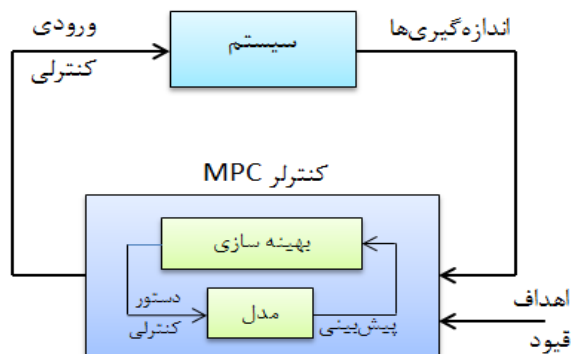 ورودی
کنترلی
سیستم
اندازه‌گیری‌ها
کنترلر MPC
بهینه سازی
دستور
کنترلی
مدل
پیش‌بینی
اهداف
قیود